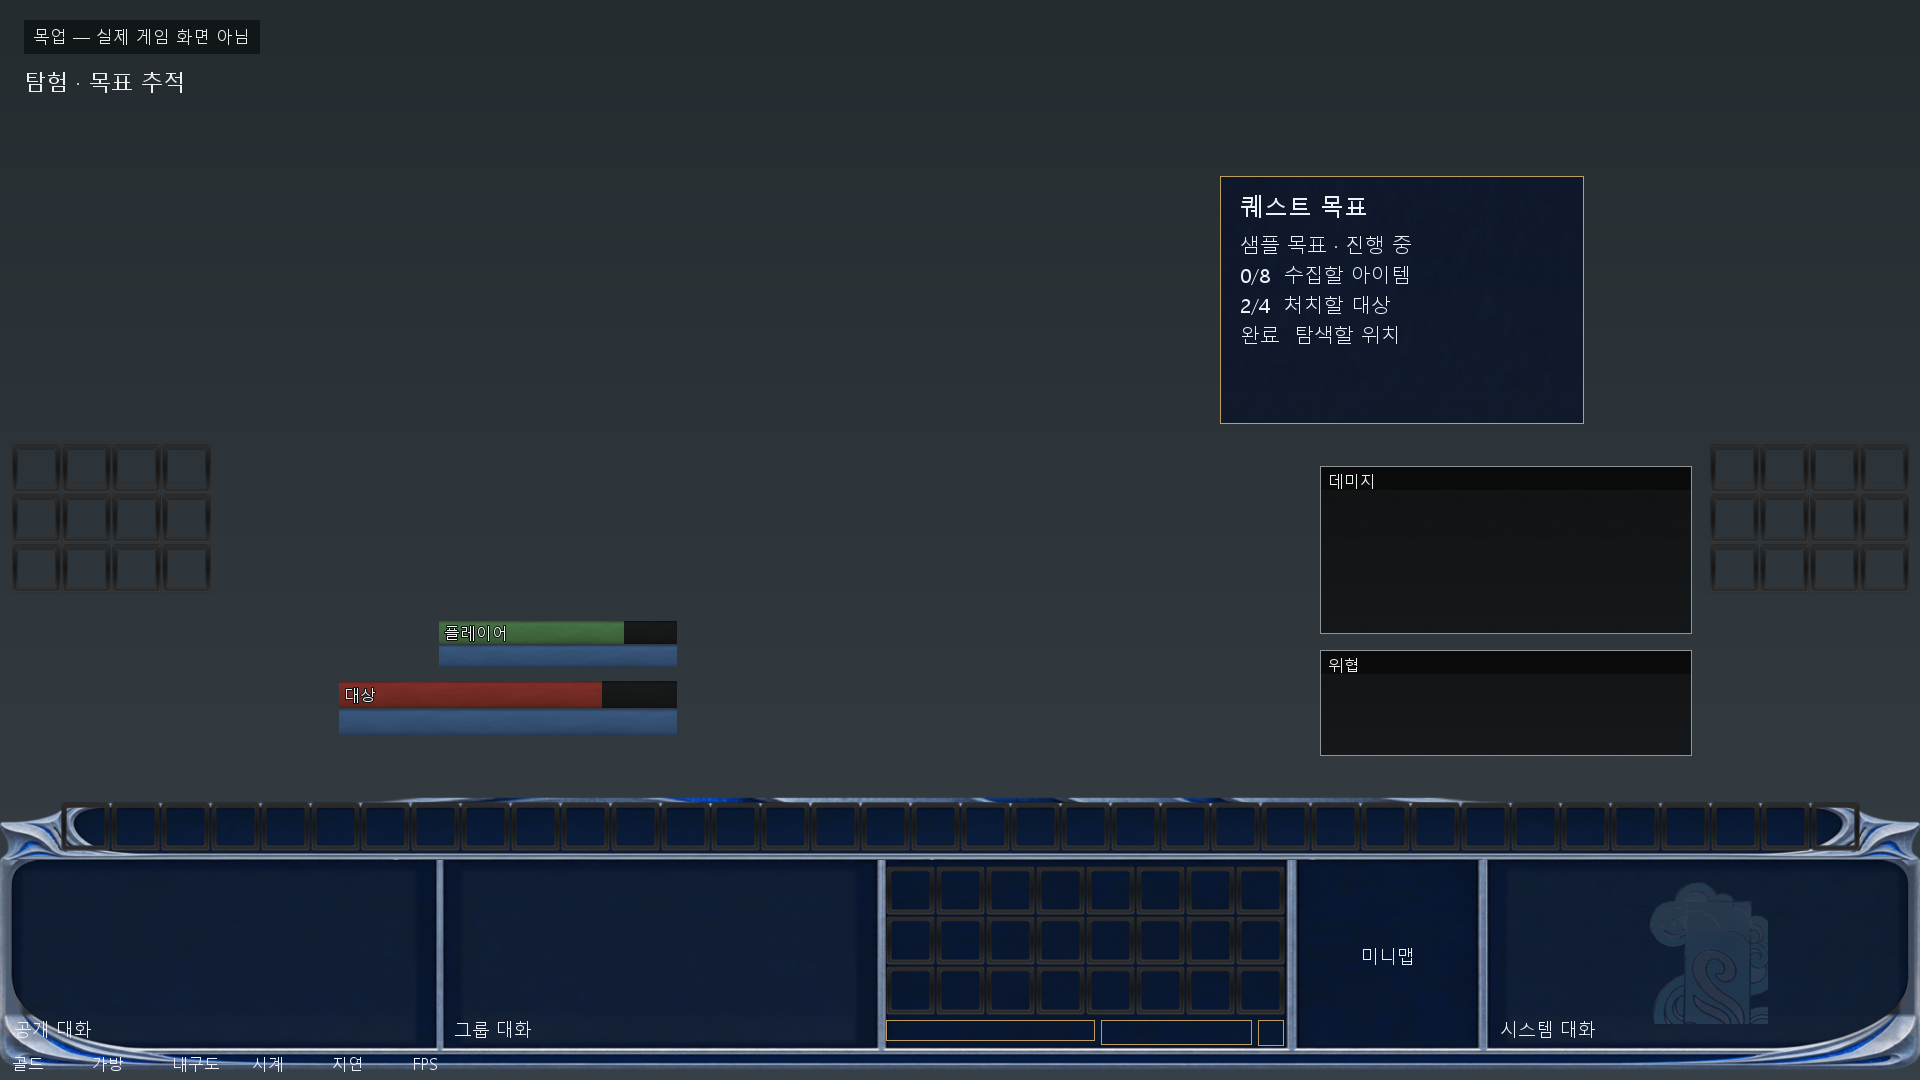 목업 — 실제 게임 화면 아님
탐험 · 목표 추적
퀘스트 목표
샘플 목표 · 진행 중
0/8 수집할 아이템
2/4 처치할 대상
완료 탐색할 위치
데미지
플레이어
위협
대상
미니맵
공개 대화
그룹 대화
시스템 대화
골드 가방 내구도 시계 지연 FPS